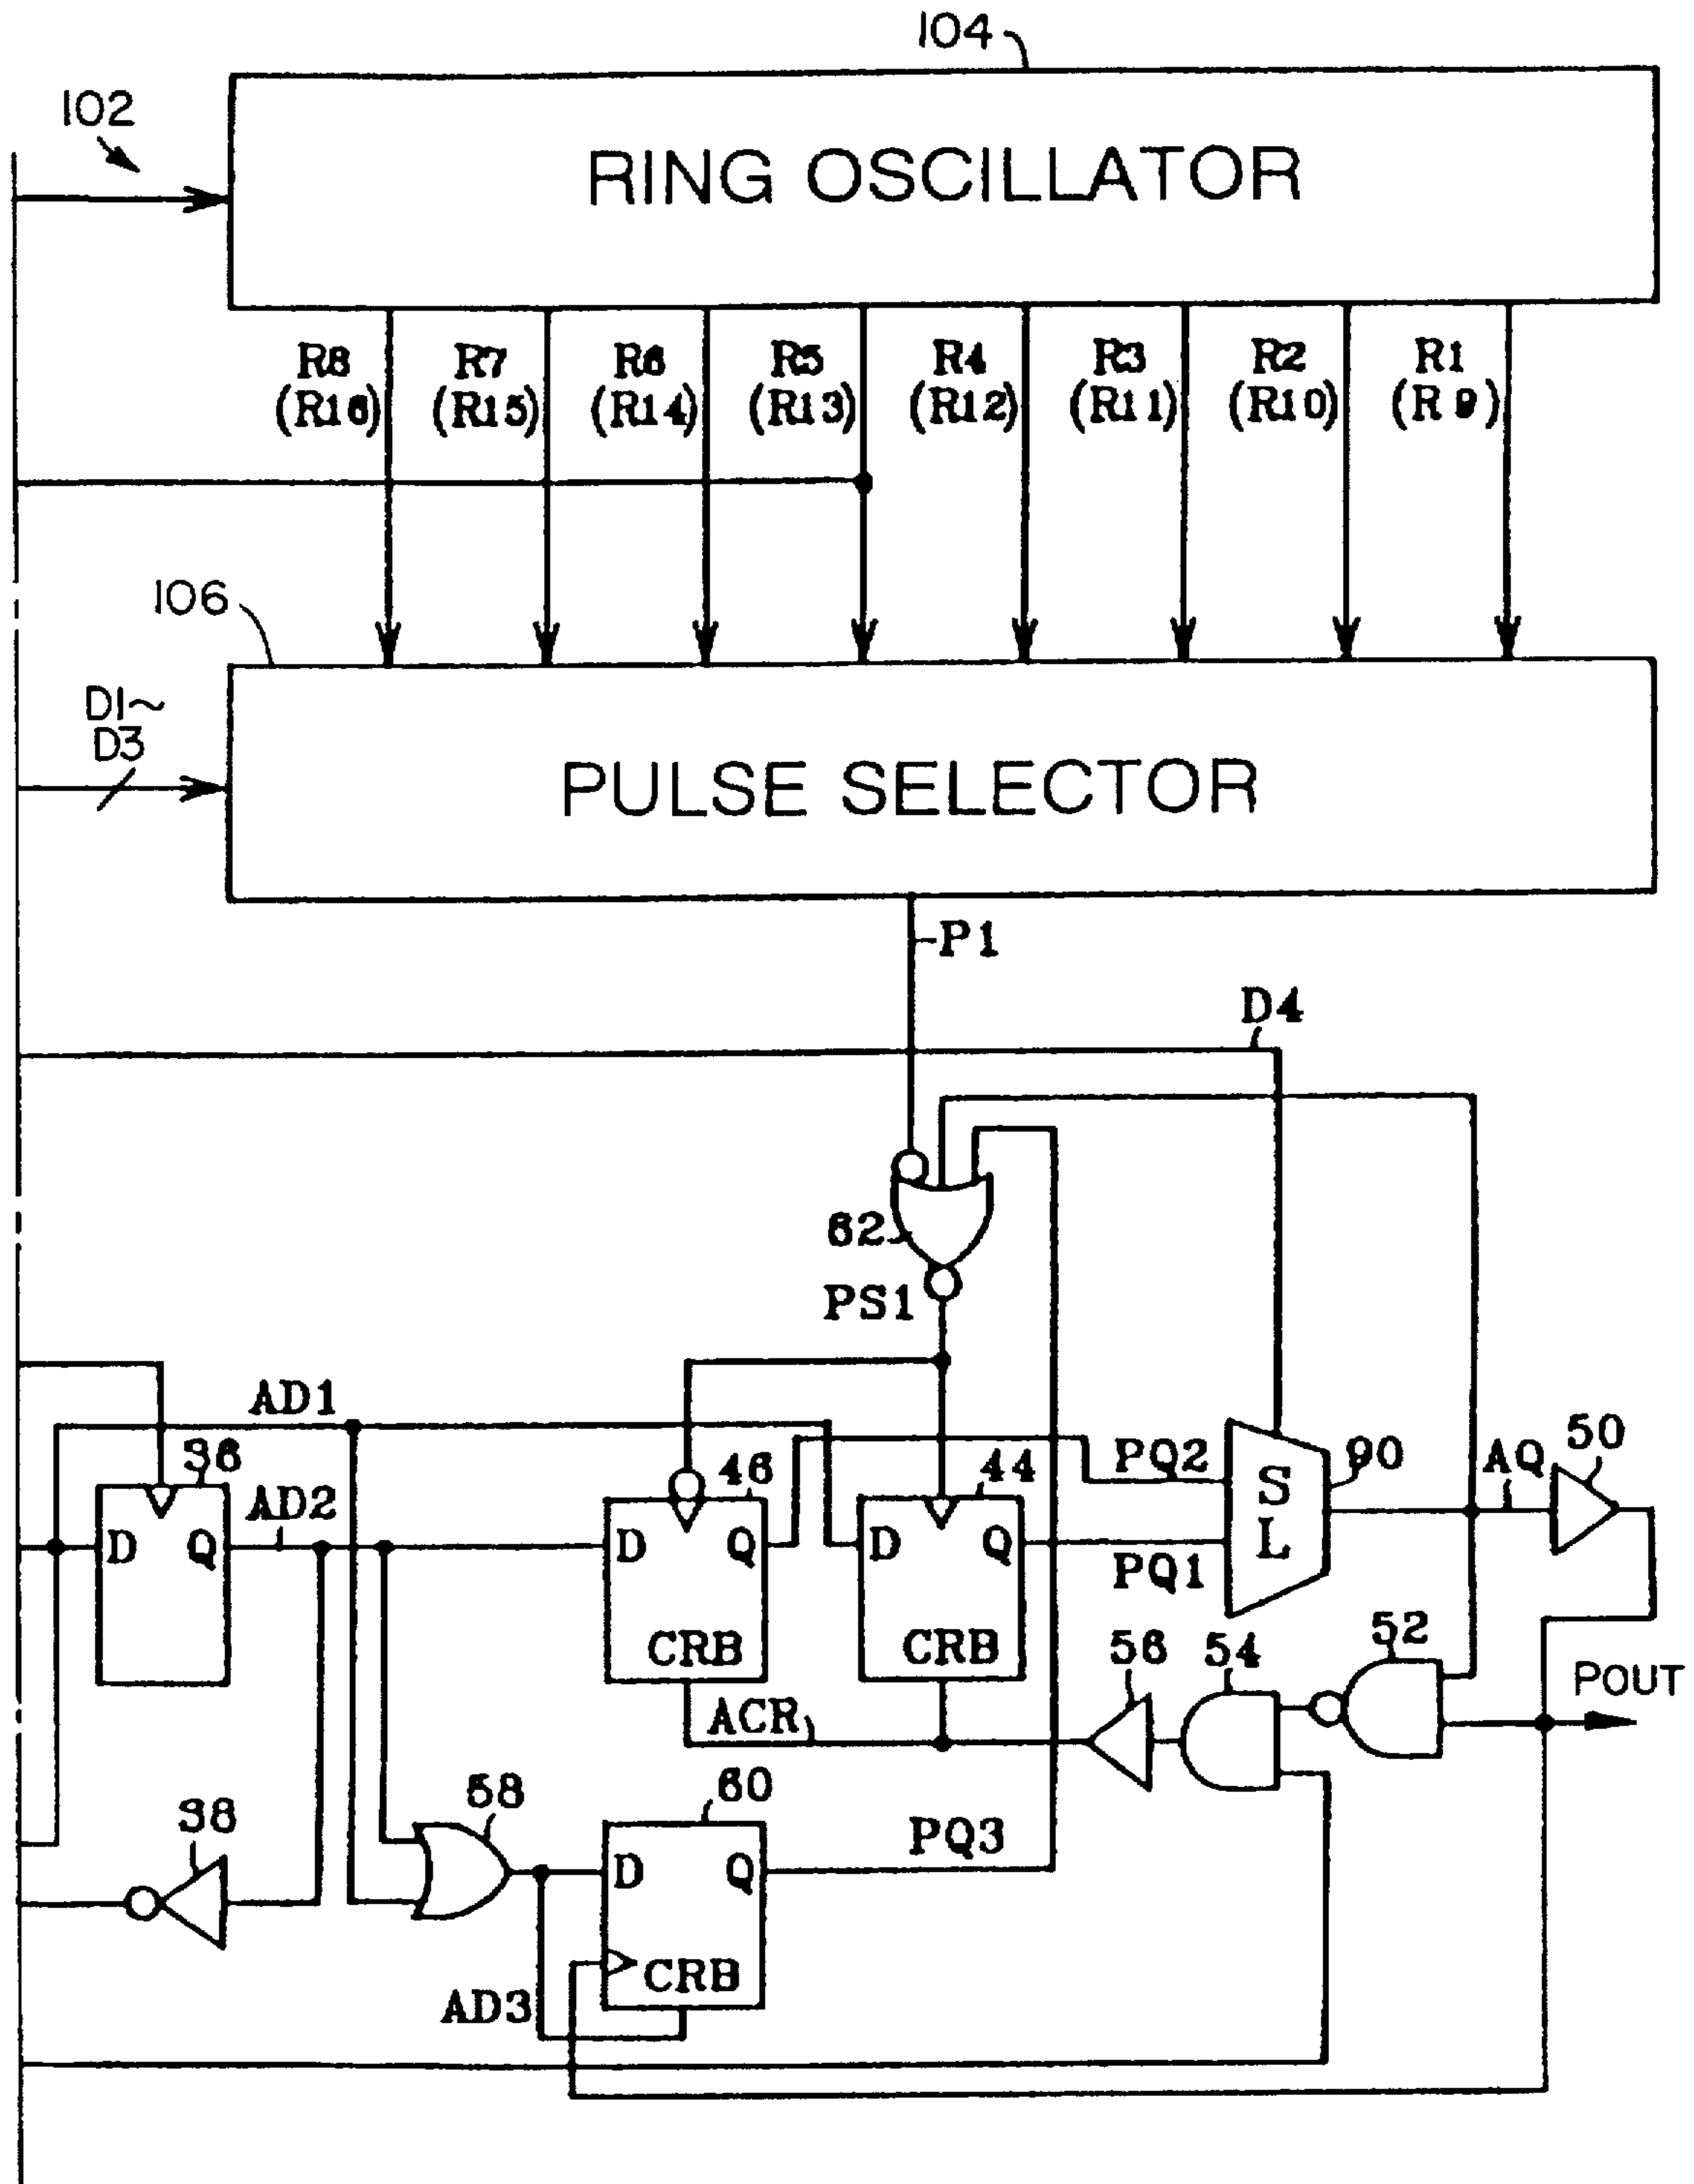 104
102
RING OSCILLATOR
R8 R7 R6 R5 R4 R3 R2 R1
(R16) (R15) (R14) (R13) (R12) (R11) (R10) (R9)
106
D1~
D3
PULSE SELECTOR
P1
D4
62
PS1
AD1
36
AD2
D Q
46
D Q
CRB
44
D Q
CRB
PQ2
PQ1
S
L
90
AQ
50
ACR
56
54
52
POUT
38
58
60
D Q
CRB
PQ3
AD3